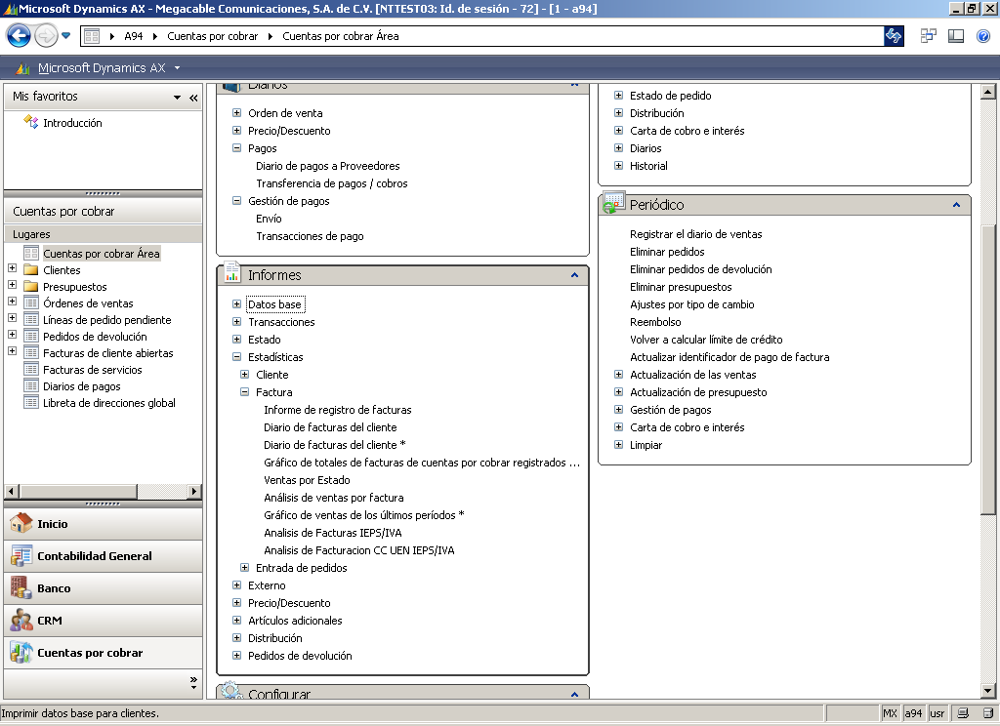 Microsoft Dynamics AX - Megacable Comunicaciones, S.A. de C.V. [NTTEST03: Id. de sesión - 72] - [1 - a94]
A94 Cuentas por cobrar Cuentas por cobrar Área
Microsoft Dynamics AX
Mis favoritos
Introducción
Cuentas por cobrar
Lugares
Cuentas por cobrar Área
Clientes
Presupuestos
Órdenes de ventas
Líneas de pedido pendiente
Pedidos de devolución
Facturas de cliente abiertas
Facturas de servicios
Diarios de pagos
Libreta de direcciones global
Inicio
Contabilidad General
Banco
CRM
Cuentas por cobrar
Diarios
Orden de venta
Precio/Descuento
Pagos
Diario de pagos a Proveedores
Transferencia de pagos / cobros
Gestión de pagos
Envío
Transacciones de pago
Informes
Datos base
Transacciones
Estado
Estadísticas
Cliente
Factura
Informe de registro de facturas
Diario de facturas del cliente
Diario de facturas del cliente *
Gráfico de totales de facturas de cuentas por cobrar registrados ...
Ventas por Estado
Análisis de ventas por factura
Gráfico de ventas de los últimos períodos *
Analisis de Facturas IEPS/IVA
Analisis de Facturacion CC UEN IEPS/IVA
Entrada de pedidos
Externo
Precio/Descuento
Artículos adicionales
Distribución
Pedidos de devolución
Configurar
Estado de pedido
Distribución
Carta de cobro e interés
Diarios
Historial
Periódico
Registrar el diario de ventas
Eliminar pedidos
Eliminar pedidos de devolución
Eliminar presupuestos
Ajustes por tipo de cambio
Reembolso
Volver a calcular límite de crédito
Actualizar identificador de pago de factura
Actualización de las ventas
Actualización de presupuesto
Gestión de pagos
Carta de cobro e interés
Limpiar
Imprimir datos base para clientes.
MX a94 usr